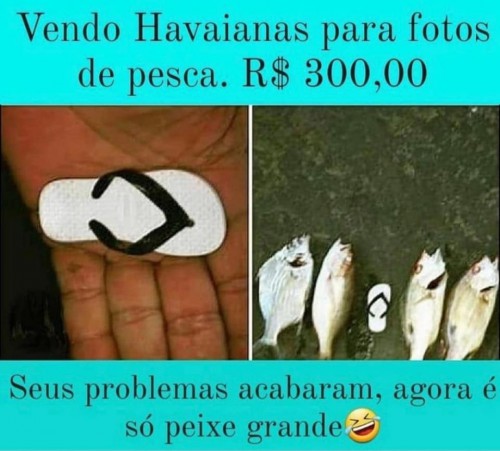 Vendo Havaianas para fotos
de pesca. R$ 300,00
Seus problemas acabaram, agora é
só peixe grande🤣